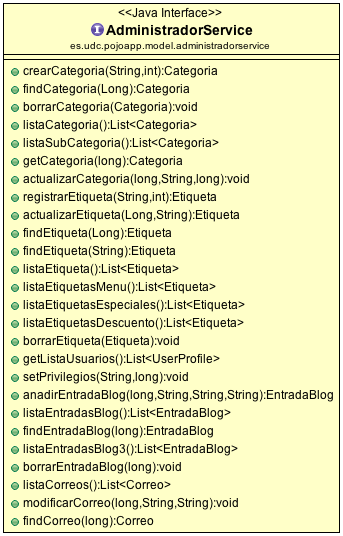 <<Java Interface>>
AdministradorService
es.udc.pojoapp.model.administradorservice
crearCategoria(String,int):Categoria
findCategoria(Long):Categoria
borrarCategoria(Categoria):void
listaCategoria():List<Categoria>
listaSubCategoria():List<Categoria>
getCategoria(long):Categoria
actualizarCategoria(long,String,long):void
registrarEtiqueta(String,int):Etiqueta
actualizarEtiqueta(Long,String):Etiqueta
findEtiqueta(Long):Etiqueta
findEtiqueta(String):Etiqueta
listaEtiqueta():List<Etiqueta>
listaEtiquetasMenu():List<Etiqueta>
listaEtiquetasEspeciales():List<Etiqueta>
listaEtiquetasDescuento():List<Etiqueta>
borrarEtiqueta(Etiqueta):void
getListaUsuarios():List<UserProfile>
setPrivilegios(String,long):void
anadirEntradaBlog(long,String,String,String):EntradaBlog
listaEntradasBlog():List<EntradaBlog>
findEntradaBlog(long):EntradaBlog
listaEntradasBlog3():List<EntradaBlog>
borrarEntradaBlog(long):void
listaCorreos():List<Correo>
modificarCorreo(long,String,String):void
findCorreo(long):Correo